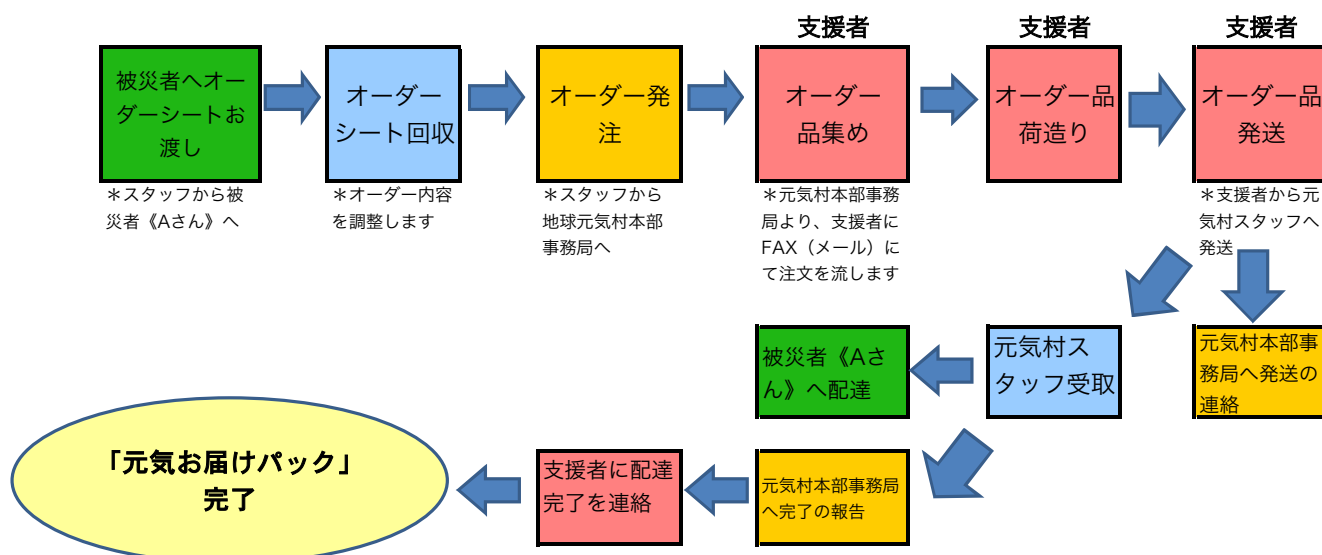 支援者
支援者
支援者
被災者へオー
ダーシートお
渡し
オーダー
シート回収
オーダー発
注
オーダー
品集め
オーダー品
荷造り
オーダー品
発送
＊スタッフから被
災者《Aさん》へ
＊オーダー内容
を調整します
＊スタッフから
地球元気村本部
事務局へ
＊元気村本部事務
局より、支援者に
FAX（メール）に
て注文を流します
＊支援者から元
気村スタッフへ
発送
被災者《Aさ
ん》へ配達
元気村ス
タッフ受取
元気村本部事
務局へ発送の
連絡
「元気お届けパック」
完了
支援者に配達
完了を連絡
元気村本部事務局
へ完了の報告